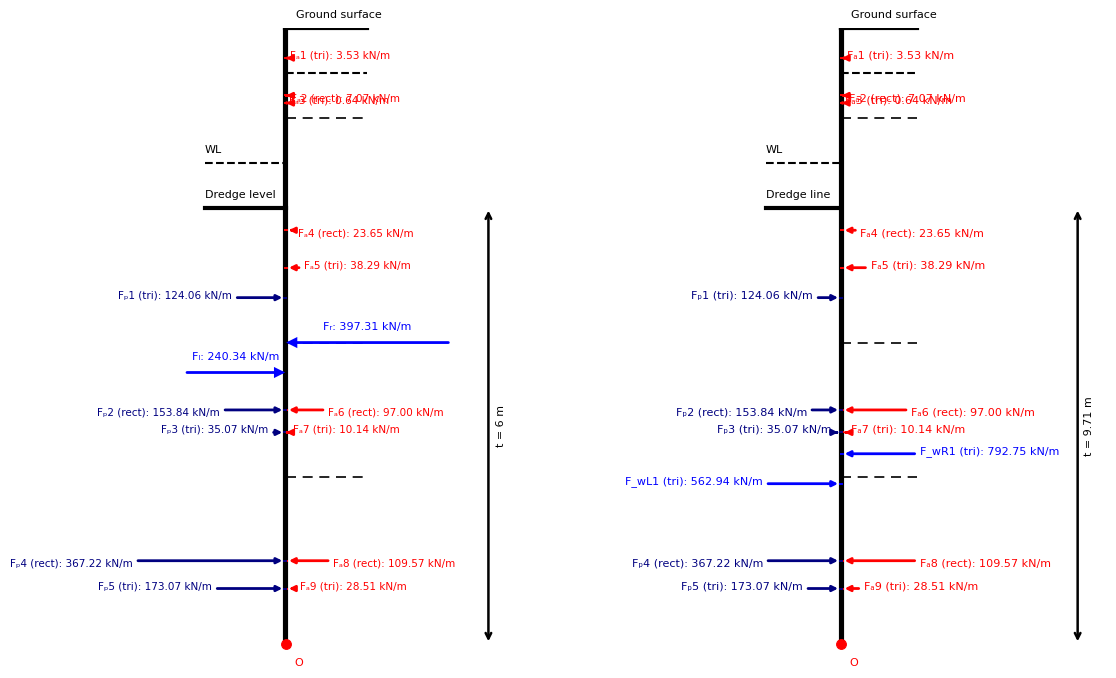 Ground surface
Fₐ1 (tri): 3.53 kN/m
Fₐ2 (rect): 7.07 kN/m
Fₐ3 (tri): 0.64 kN/m
WL
Dredge level
Fₐ4 (rect): 23.65 kN/m
Fₐ5 (tri): 38.29 kN/m
Fₚ1 (tri): 124.06 kN/m
Fᵣ: 397.31 kN/m
Fₗ: 240.34 kN/m
Fₚ2 (rect): 153.84 kN/m
Fₐ6 (rect): 97.00 kN/m
Fₚ3 (tri): 35.07 kN/m
Fₐ7 (tri): 10.14 kN/m
t = 6 m
Fₚ4 (rect): 367.22 kN/m
Fₐ8 (rect): 109.57 kN/m
Fₚ5 (tri): 173.07 kN/m
Fₐ9 (tri): 28.51 kN/m
O
Ground surface
Fₐ1 (tri): 3.53 kN/m
Fₐ2 (rect): 7.07 kN/m
Fₐ3 (tri): 0.64 kN/m
WL
Dredge line
Fₐ4 (rect): 23.65 kN/m
Fₐ5 (tri): 38.29 kN/m
Fₚ1 (tri): 124.06 kN/m
Fₚ2 (rect): 153.84 kN/m
Fₐ6 (rect): 97.00 kN/m
Fₚ3 (tri): 35.07 kN/m
Fₐ7 (tri): 10.14 kN/m
t = 9.71 m
F_wR1 (tri): 792.75 kN/m
F_wL1 (tri): 562.94 kN/m
Fₚ4 (rect): 367.22 kN/m
Fₐ8 (rect): 109.57 kN/m
Fₚ5 (tri): 173.07 kN/m
Fₐ9 (tri): 28.51 kN/m
O